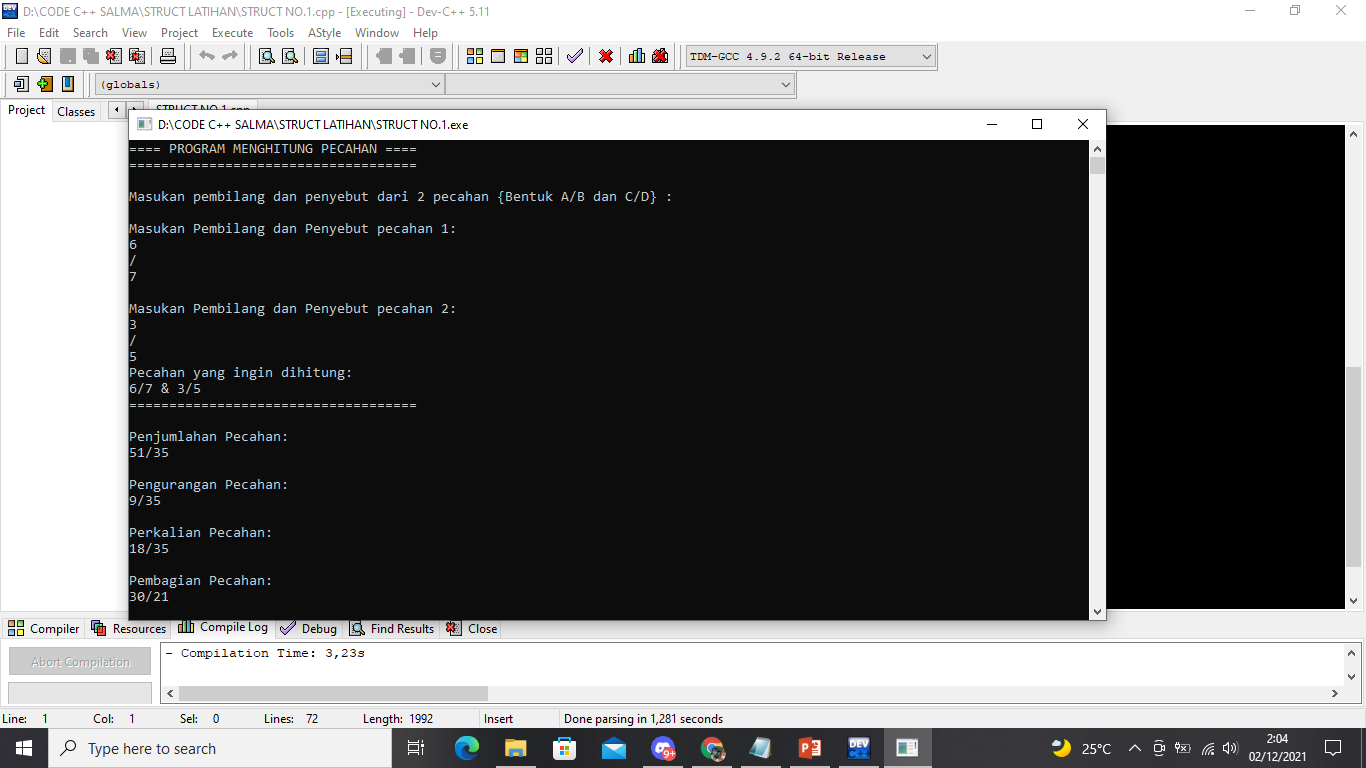 D:\CODE C++ SALMA\STRUCT LATIHAN\STRUCT NO.1.cpp - [Executing] - Dev-C++ 5.11
File Edit Search View Project Execute Tools AStyle Window Help
TDM-GCC 4.9.2 64-bit Release
(globals)
Project Classes STRUCT NO.1.cpp
D:\CODE C++ SALMA\STRUCT LATIHAN\STRUCT NO.1.exe
==== PROGRAM MENGHITUNG PECAHAN ====
====================================
Masukan pembilang dan penyebut dari 2 pecahan {Bentuk A/B dan C/D} :
Masukan Pembilang dan Penyebut pecahan 1:
6
/
7
Masukan Pembilang dan Penyebut pecahan 2:
3
/
5
Pecahan yang ingin dihitung:
6/7 & 3/5
====================================
Penjumlahan Pecahan:
51/35
Pengurangan Pecahan:
9/35
Perkalian Pecahan:
18/35
Pembagian Pecahan:
30/21
Compiler Resources Compile Log Debug Find Results Close
Abort Compilation
- Compilation Time: 3,23s
Line: 1 Col: 1 Sel: 0 Lines: 72 Length: 1992 Insert Done parsing in 1,281 seconds
Type here to search
DEV
25°C
2:04
02/12/2021